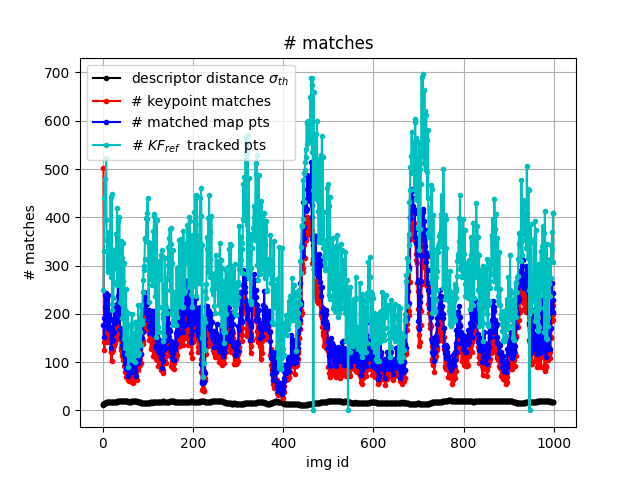 # matches
descriptor distance σth
# keypoint matches
# matched map pts
# KFref tracked pts
# matches
700
600
500
400
300
200
100
0
0 200 400 600 800 1000
img id